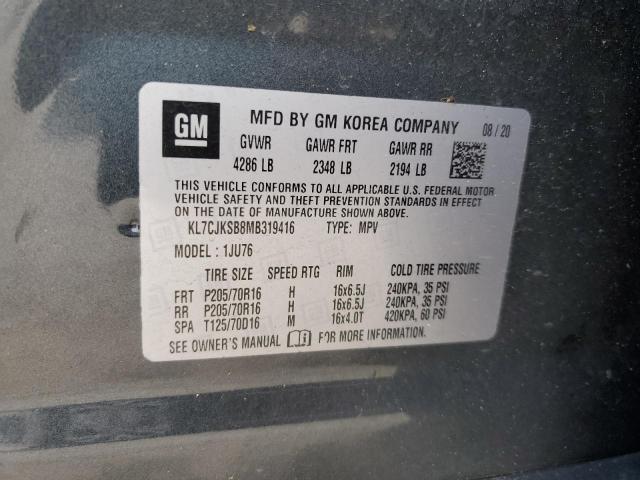 GM
MFD BY GM KOREA COMPANY 08 / 20
GVWR GAWR FRT GAWR RR
4286 LB 2348 LB 2194 LB
THIS VEHICLE CONFORMS TO ALL APPLICABLE U.S. FEDERAL MOTOR
VEHICLE SAFETY AND THEFT PREVENTION STANDARDS IN EFFECT
ON THE DATE OF MANUFACTURE SHOWN ABOVE.
KL7CJKSB8MB319416 TYPE: MPV
MODEL : 1JU76
TIRE SIZE SPEED RTG RIM COLD TIRE PRESSURE
FRT P205/70R16 H 16x6.5J 240KPA, 35 PSI
RR P205/70R16 H 16x6.5J 240KPA, 35 PSI
SPA T125/70D16 M 16x4.0T 420KPA, 60 PSI
SEE OWNER'S MANUAL FOR MORE INFORMATION